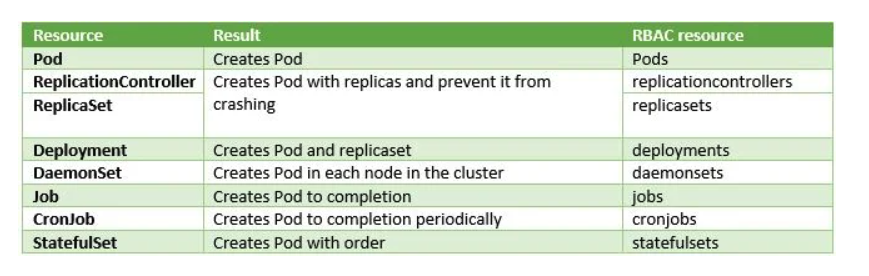 Resource Result RBAC resource
Pod Creates Pod Pods
ReplicationController Creates Pod with replicas and prevent it from replicationcontrollers
ReplicaSet crashing replicasets
Deployment Creates Pod and replicaset deployments
DaemonSet Creates Pod in each node in the cluster daemonsets
Job Creates Pod to completion jobs
CronJob Creates Pod to completion periodically cronjobs
StatefulSet Creates Pod with order statefulsets